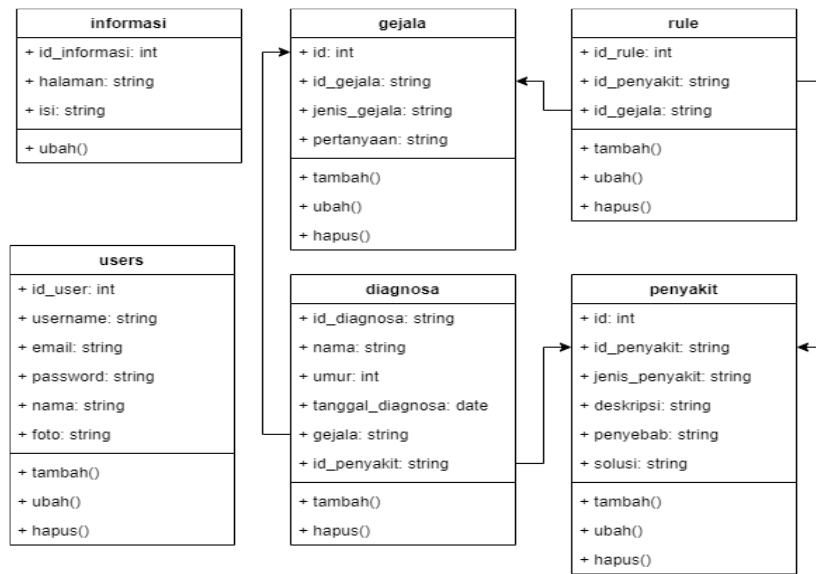 informasi
+ id_informasi: int
+ halaman: string
+ isi: string
+ ubah()
gejala
+ id: int
+ id_gejala: string
+ jenis_gejala: string
+ pertanyaan: string
+ tambah()
+ ubah()
+ hapus()
rule
+ id_rule: int
+ id_penyakit: string
+ id_gejala: string
+ tambah()
+ ubah()
+ hapus()
users
+ id_user: int
+ username: string
+ email: string
+ password: string
+ nama: string
+ foto: string
+ tambah()
+ ubah()
+ hapus()
diagnosa
+ id_diagnosa: string
+ nama: string
+ umur: int
+ tanggal_diagnosa: date
+ gejala: string
+ id_penyakit: string
+ tambah()
+ hapus()
penyakit
+ id: int
+ id_penyakit: string
+ jenis_penyakit: string
+ deskripsi: string
+ penyebab: string
+ solusi: string
+ tambah()
+ ubah()
+ hapus()